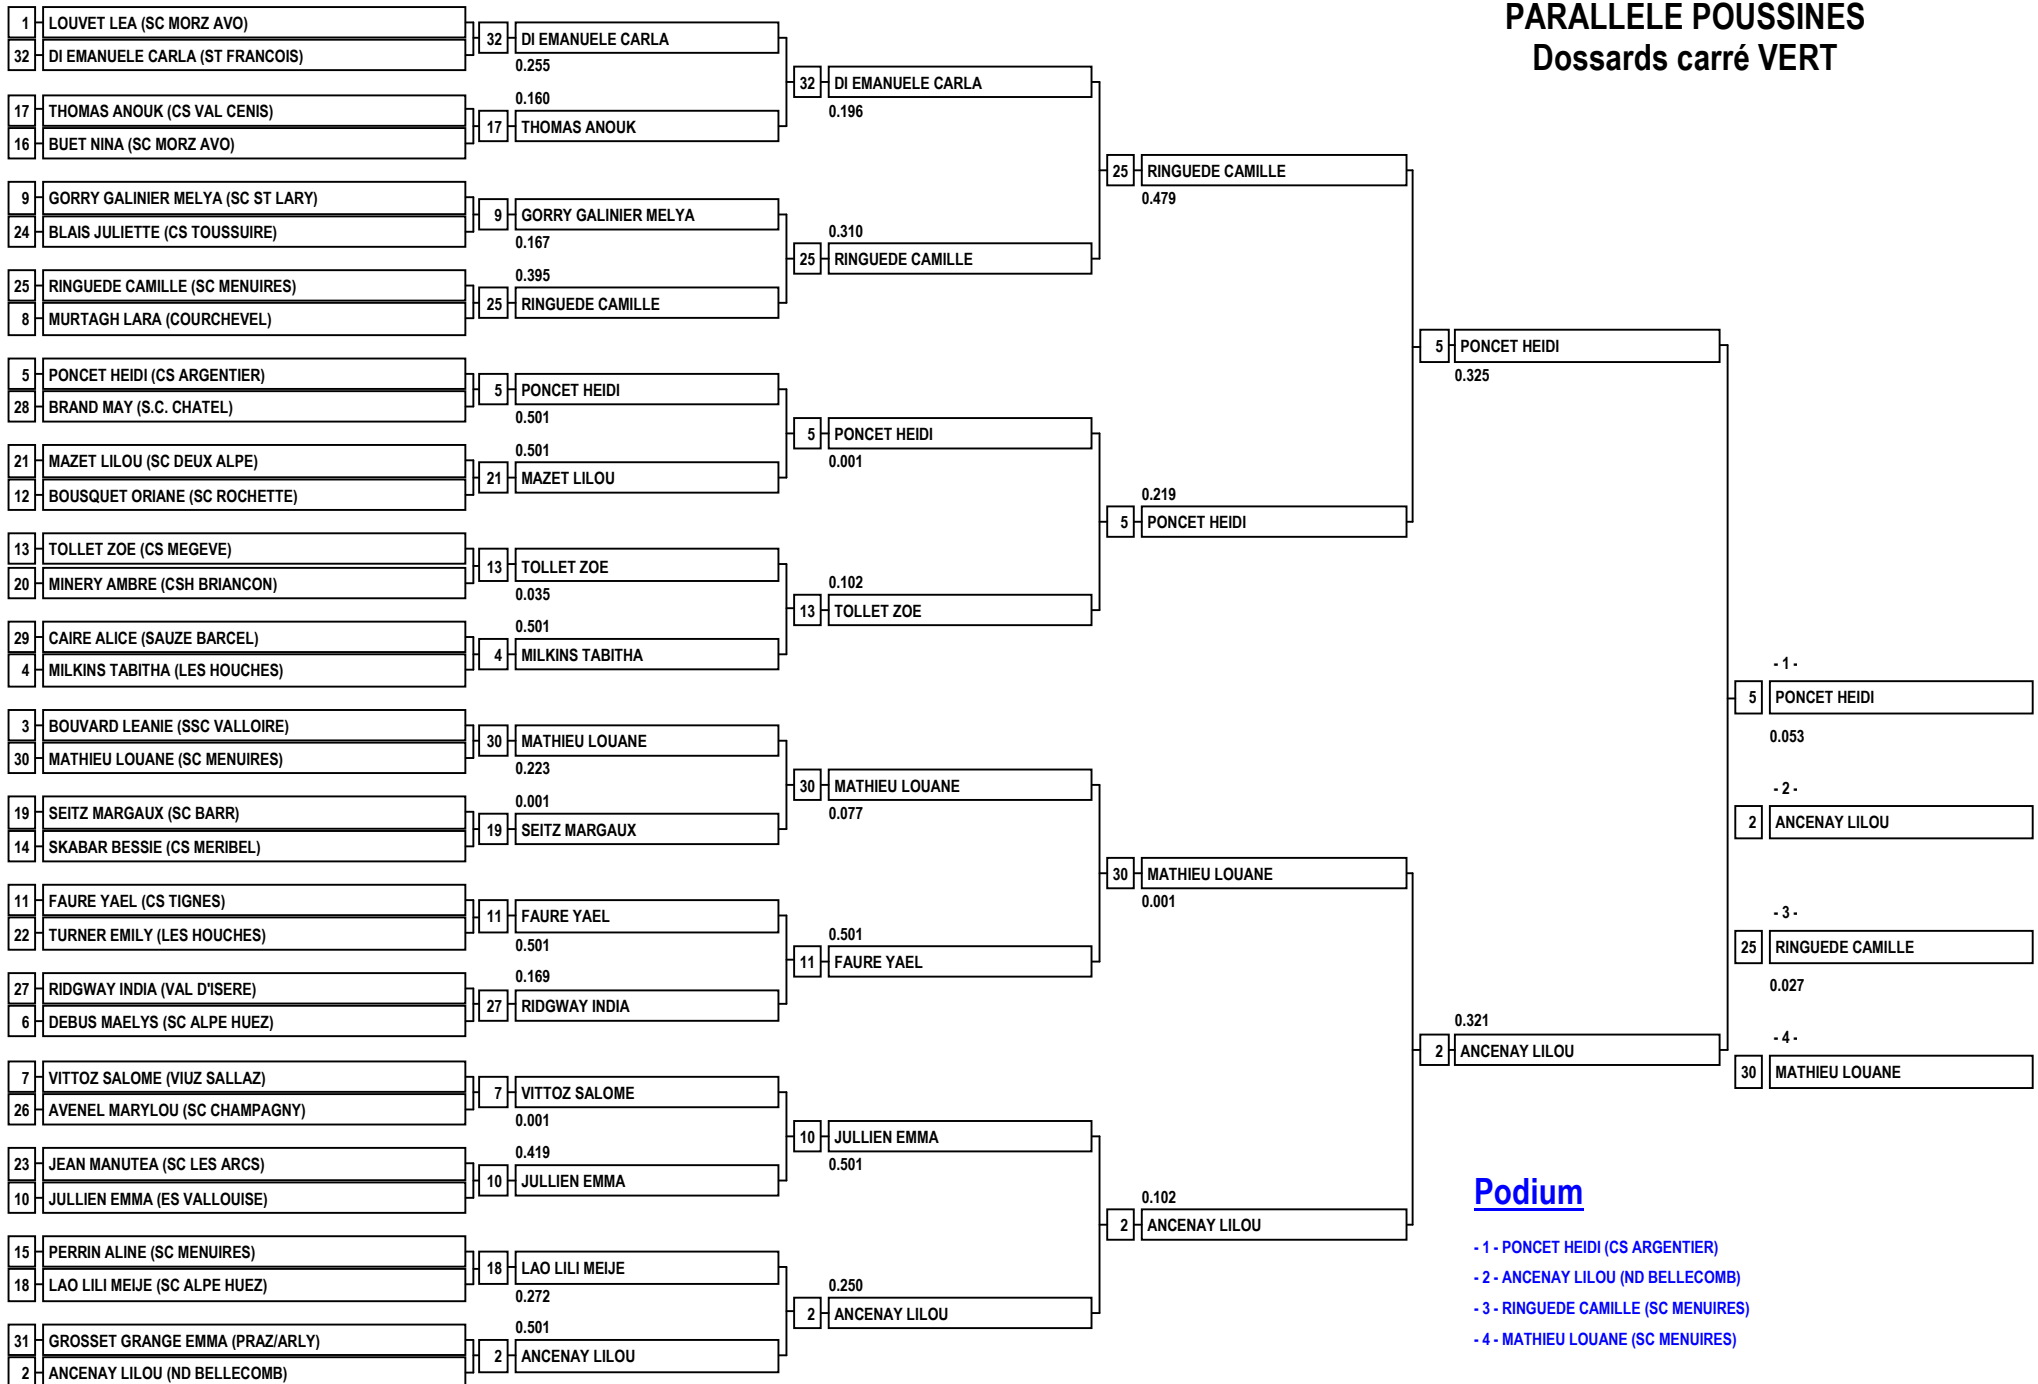 PARALLELE POUSSINES
Dossards carré VERT
1 LOUVET LEA (SC MORZ AVO)
32 DI EMANUELE CARLA (ST FRANCOIS)
17 THOMAS ANOUK (CS VAL CENIS)
16 BUET NINA (SC MORZ AVO)
9 GORRY GALINIER MELYA (SC ST LARY)
24 BLAIS JULIETTE (CS TOUSSUIRE)
25 RINGUEDE CAMILLE (SC MENUIRES)
8 MURTAGH LARA (COURCHEVEL)
5 PONCET HEIDI (CS ARGENTIER)
28 BRAND MAY (S.C. CHATEL)
21 MAZET LILOU (SC DEUX ALPE)
12 BOUSQUET ORIANE (SC ROCHETTE)
13 TOLLET ZOE (CS MEGEVE)
20 MINERY AMBRE (CSH BRIANCON)
29 CAIRE ALICE (SAUZE BARCEL)
4 MILKINS TABITHA (LES HOUCHES)
3 BOUVARD LEANIE (SSC VALLOIRE)
30 MATHIEU LOUANE (SC MENUIRES)
19 SEITZ MARGAUX (SC BARR)
14 SKABAR BESSIE (CS MERIBEL)
11 FAURE YAEL (CS TIGNES)
22 TURNER EMILY (LES HOUCHES)
27 RIDGWAY INDIA (VAL D'ISERE)
6 DEBUS MAELYS (SC ALPE HUEZ)
7 VITTOZ SALOME (VIUZ SALLAZ)
26 AVENEL MARYLOU (SC CHAMPAGNY)
23 JEAN MANUTEA (SC LES ARCS)
10 JULLIEN EMMA (ES VALLOUISE)
15 PERRIN ALINE (SC MENUIRES)
18 LAO LILI MEIJE (SC ALPE HUEZ)
31 GROSSET GRANGE EMMA (PRAZ/ARLY)
2 ANCENAY LILOU (ND BELLECOMB)
32 DI EMANUELE CARLA
0.255
0.160
17 THOMAS ANOUK
9 GORRY GALINIER MELYA
0.167
0.395
25 RINGUEDE CAMILLE
5 PONCET HEIDI
0.501
0.501
21 MAZET LILOU
13 TOLLET ZOE
0.035
0.501
4 MILKINS TABITHA
30 MATHIEU LOUANE
0.223
0.001
19 SEITZ MARGAUX
11 FAURE YAEL
0.501
0.169
27 RIDGWAY INDIA
7 VITTOZ SALOME
0.001
0.419
10 JULLIEN EMMA
18 LAO LILI MEIJE
0.272
0.501
2 ANCENAY LILOU
32 DI EMANUELE CARLA
0.196
0.310
25 RINGUEDE CAMILLE
5 PONCET HEIDI
0.001
0.102
13 TOLLET ZOE
30 MATHIEU LOUANE
0.077
0.501
11 FAURE YAEL
10 JULLIEN EMMA
0.501
0.250
2 ANCENAY LILOU
25 RINGUEDE CAMILLE
0.479
0.219
5 PONCET HEIDI
30 MATHIEU LOUANE
0.001
0.102
2 ANCENAY LILOU
5 PONCET HEIDI
0.325
0.321
2 ANCENAY LILOU
- 1 -
5 PONCET HEIDI
0.053
- 2 -
2 ANCENAY LILOU
- 3 -
25 RINGUEDE CAMILLE
0.027
- 4 -
30 MATHIEU LOUANE
Podium
- 1 - PONCET HEIDI (CS ARGENTIER)
- 2 - ANCENAY LILOU (ND BELLECOMB)
- 3 - RINGUEDE CAMILLE (SC MENUIRES)
- 4 - MATHIEU LOUANE (SC MENUIRES)